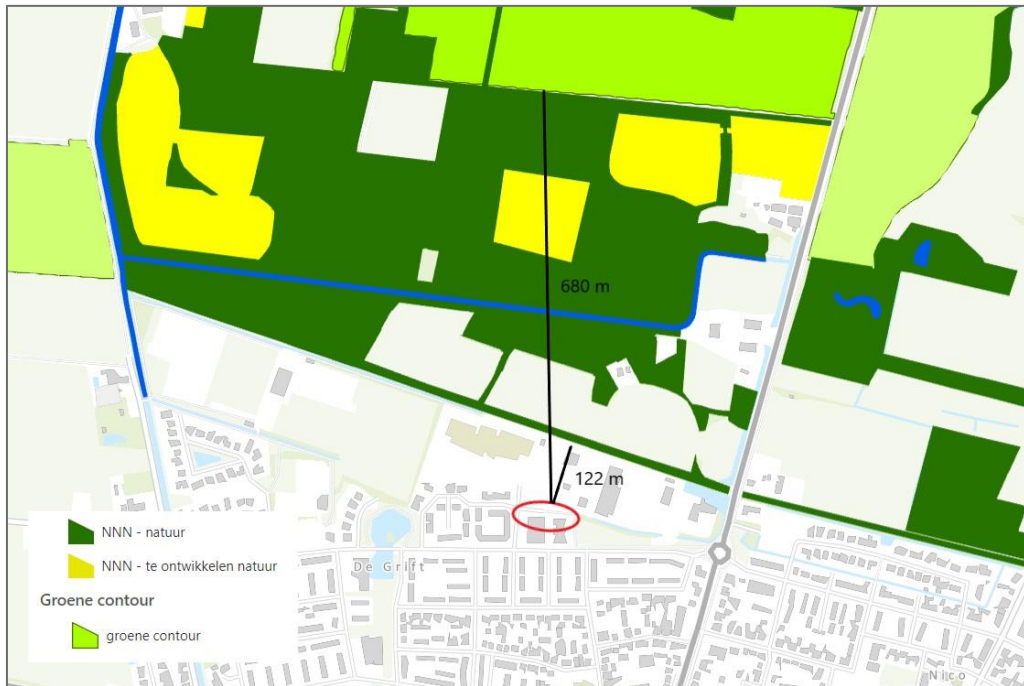 680 m
122 m
NNN - natuur
NNN - te ontwikkelen natuur
Groene contour
groene contour
De Grift
Nico